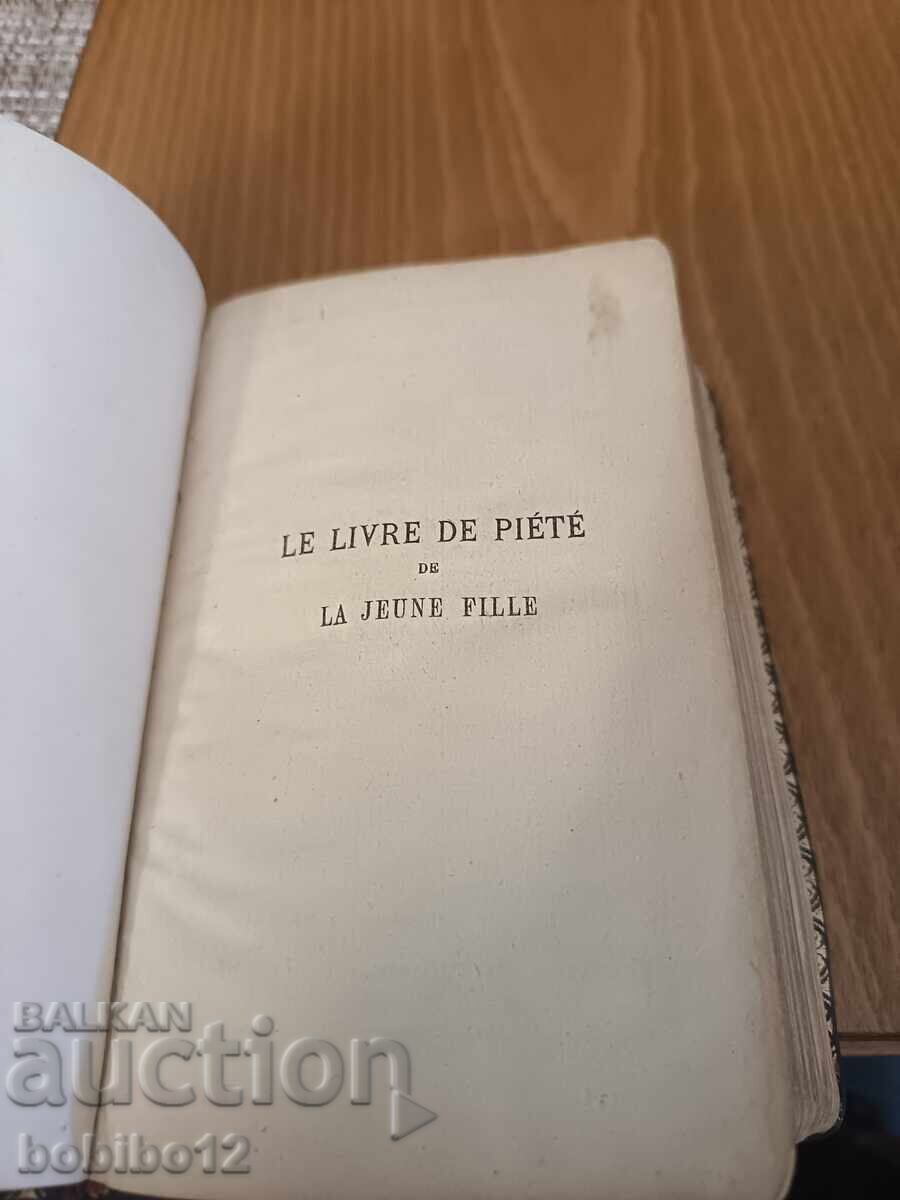 LE LIVRE DE PIÉTÉ
DE
LA JEUNE FILLE
BALKAN
auction
bobibo12